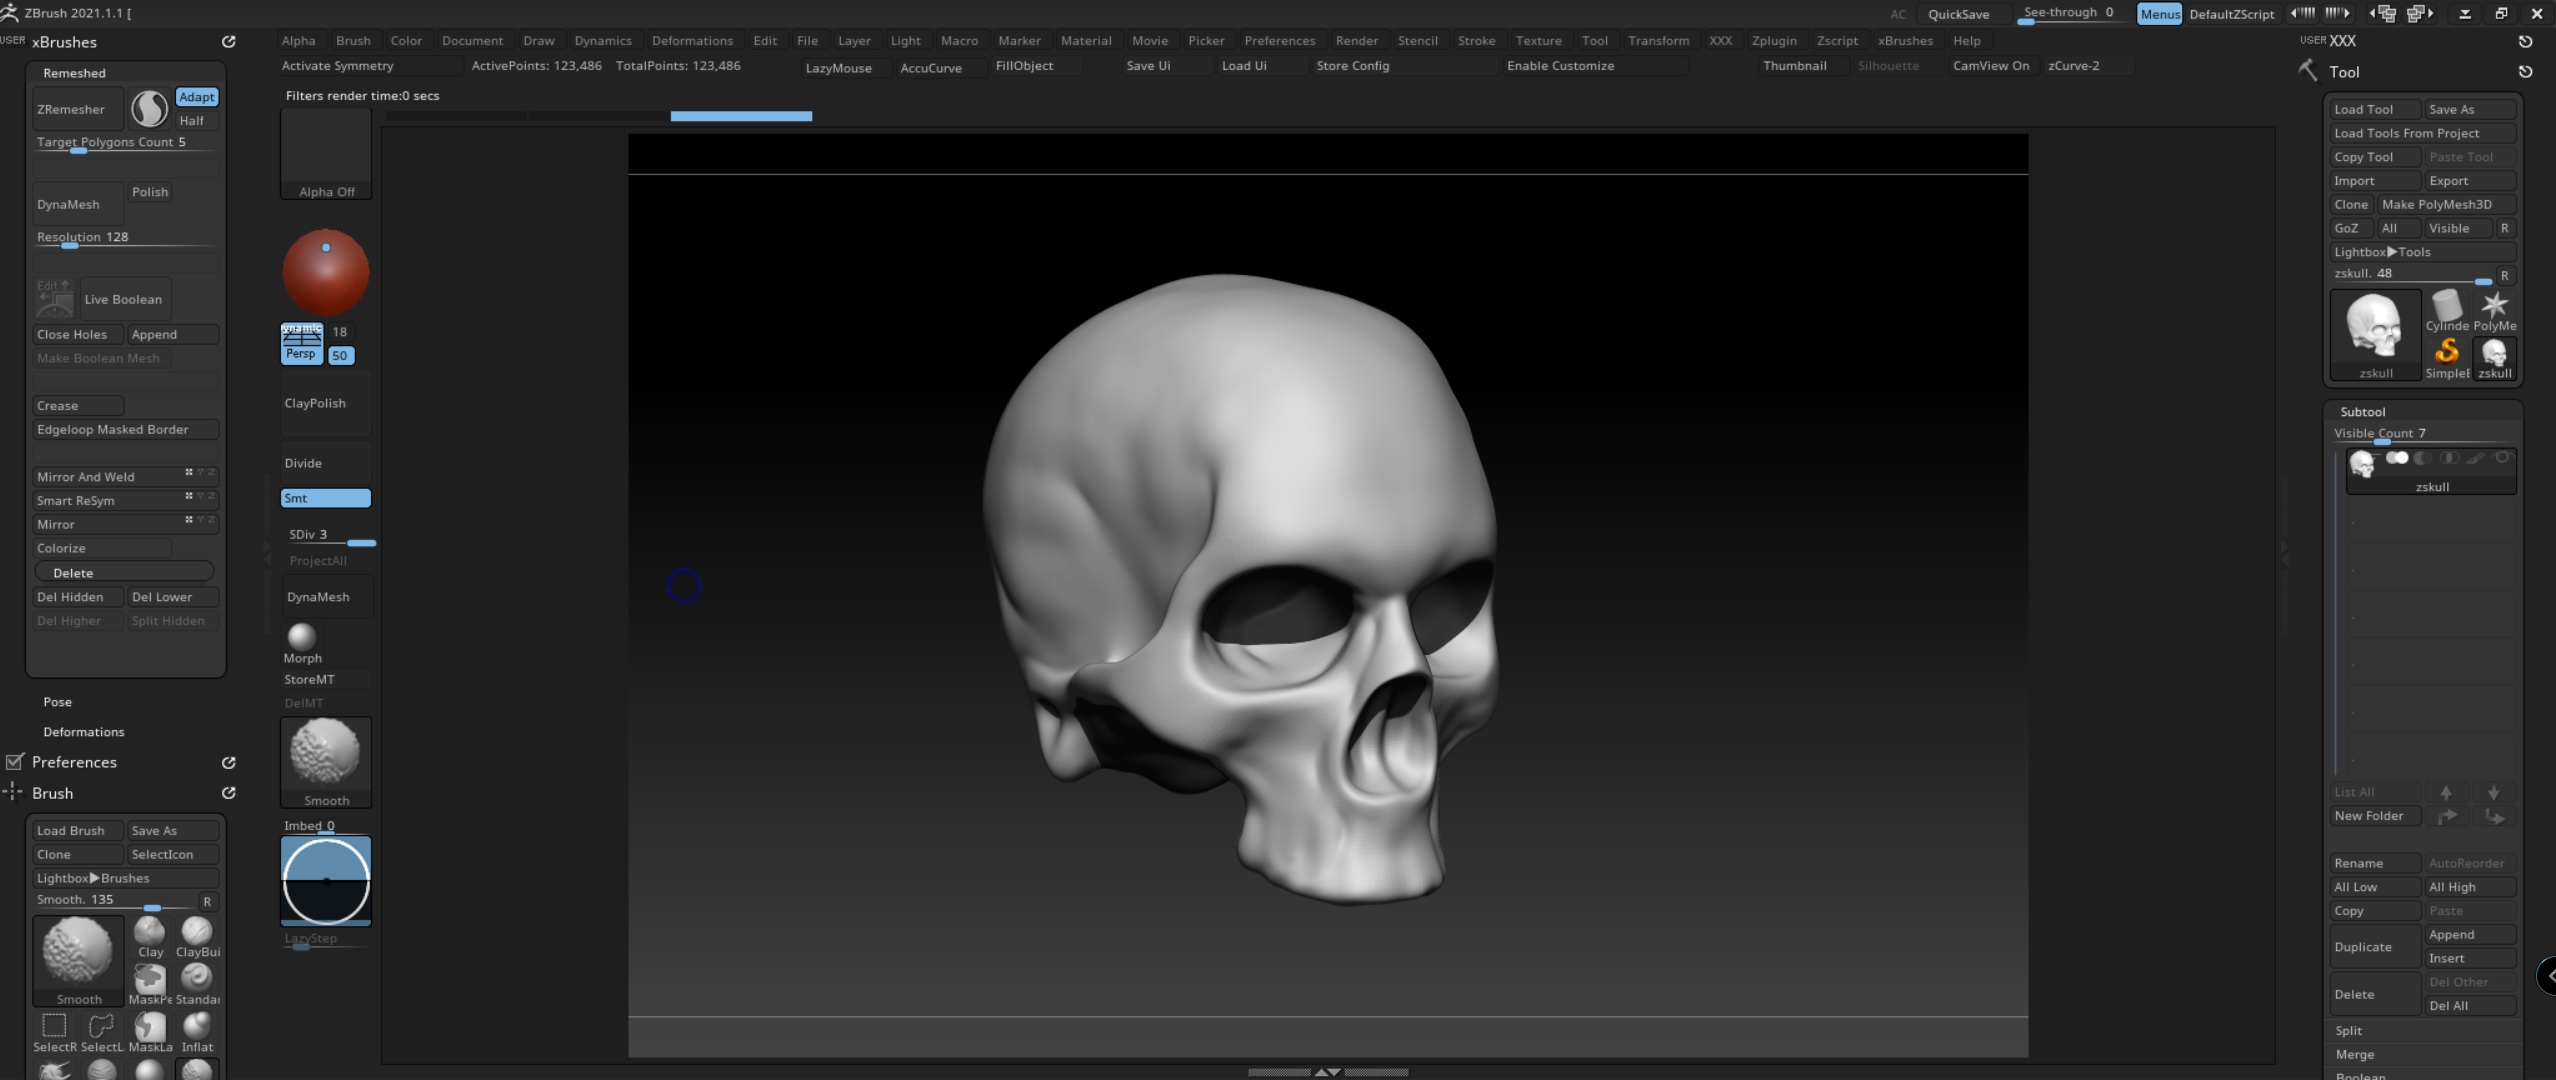 ZBrush 2021.1.1 [
AC QuickSave See-through 0 Menus DefaultZScript
USER xBrushes
Alpha Brush Color Document Draw Dynamics Deformations Edit File Layer Light Macro Marker Material Movie Picker Preferences Render Stencil Stroke Texture Tool Transform XXX Zplugin Zscript xBrushes Help
USER XXX
Activate Symmetry ActivePoints: 123,486 TotalPoints: 123,486 LazyMouse AccuCurve FillObject Save Ui Load Ui Store Config Enable Customize Thumbnail Silhouette CamView On zCurve-2
Filters render time:0 secs
Remeshed
ZRemesher
Adapt
Half
Target Polygons Count 5
DynaMesh
Polish
Resolution 128
Edit
Live Boolean
Close Holes Append
Make Boolean Mesh
Crease
Edgeloop Masked Border
Mirror And Weld
Smart ReSym
Mirror
Colorize
Delete
Del Hidden Del Lower
Del Higher Split Hidden
Pose
Deformations
Preferences
Brush
Load Brush Save As
Clone SelectIcon
Lightbox▶Brushes
Smooth. 135 R
Smooth
Clay ClayBui
MaskPe Standar
SelectR SelectL MaskLa Inflat
Alpha Off
ynamic
Persp
18
50
ClayPolish
Divide
Smt
SDiv 3
ProjectAll
DynaMesh
Morph
StoreMT
DelMT
Smooth
Imbed 0
LazyStep
Tool
Load Tool Save As
Load Tools From Project
Copy Tool Paste Tool
Import Export
Clone Make PolyMesh3D
GoZ All Visible R
Lightbox▶Tools
zskull. 48 R
Cylinde PolyMe
zskull SimpleB zskull
Subtool
Visible Count 7
zskull
List All
New Folder
Rename AutoReorder
All Low All High
Copy Paste
Duplicate
Append
Insert
Delete
Del Other
Del All
Split
Merge
Boolean